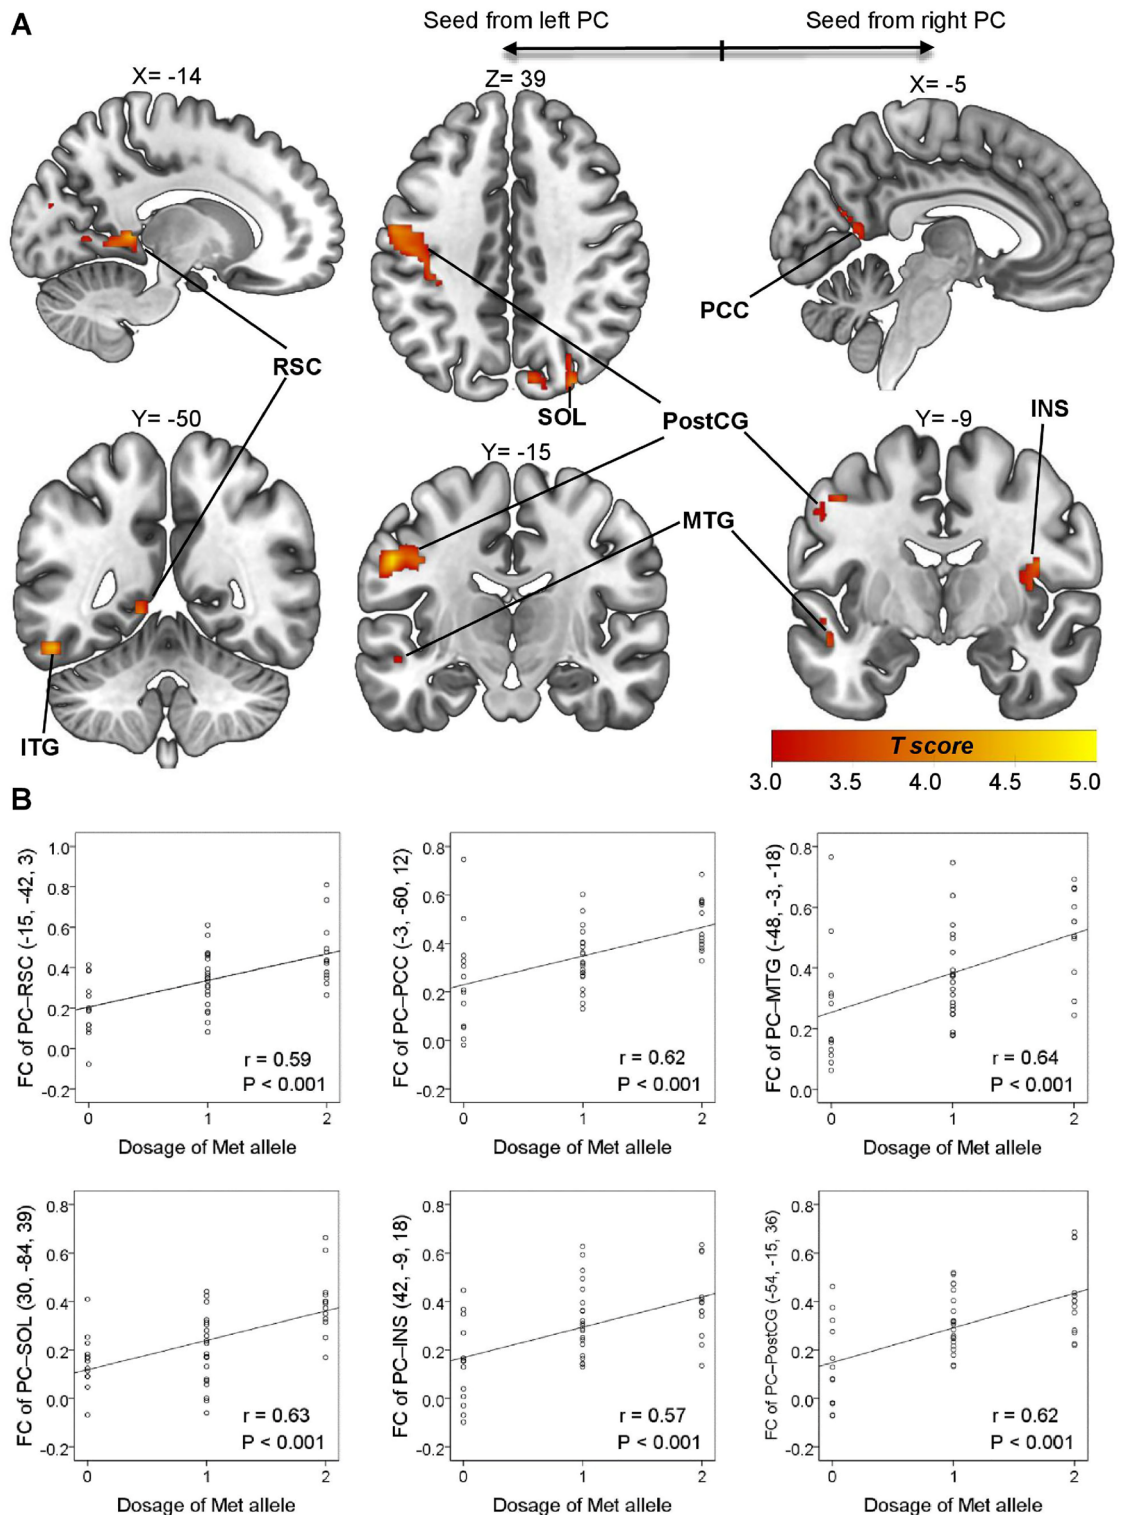 A
Seed from left PC
Seed from right PC
X= -14
Z= 39
X= -5
PCC
RSC
SOL
PostCG
INS
Y= -50
Y= -15
Y= -9
MTG
ITG
T score
3.0 3.5 4.0 4.5 5.0
B
FC of PC–RSC (-15, -42, 3)
1.0
0.8
0.6
0.4
0.2
0.0
-0.2
r = 0.59
P < 0.001
0 1 2
Dosage of Met allele
FC of PC–PCC (-3, -60, 12)
0.8
0.6
0.4
0.2
0.0
-0.2
r = 0.62
P < 0.001
0 1 2
Dosage of Met allele
FC of PC–MTG (-48, -3, -18)
0.8
0.6
0.4
0.2
0.0
r = 0.64
P < 0.001
0 1 2
Dosage of Met allele
FC of PC–SOL (30, -84, 39)
0.8
0.6
0.4
0.2
0.0
-0.2
r = 0.63
P < 0.001
0 1 2
Dosage of Met allele
FC of PC–INS (42, -9, 18)
0.8
0.6
0.4
0.2
0.0
-0.2
r = 0.57
P < 0.001
0 1 2
Dosage of Met allele
FC of PC–PostCG (-54, -15, 36)
0.8
0.6
0.4
0.2
0.0
-0.2
r = 0.62
P < 0.001
0 1 2
Dosage of Met allele